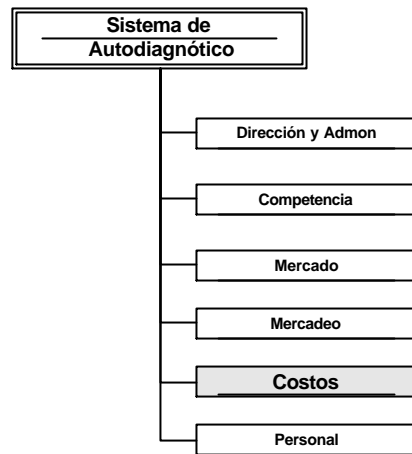 Sistema de
Autodiagnótico
Dirección y Admon
Competencia
Mercado
Mercadeo
Costos
Personal